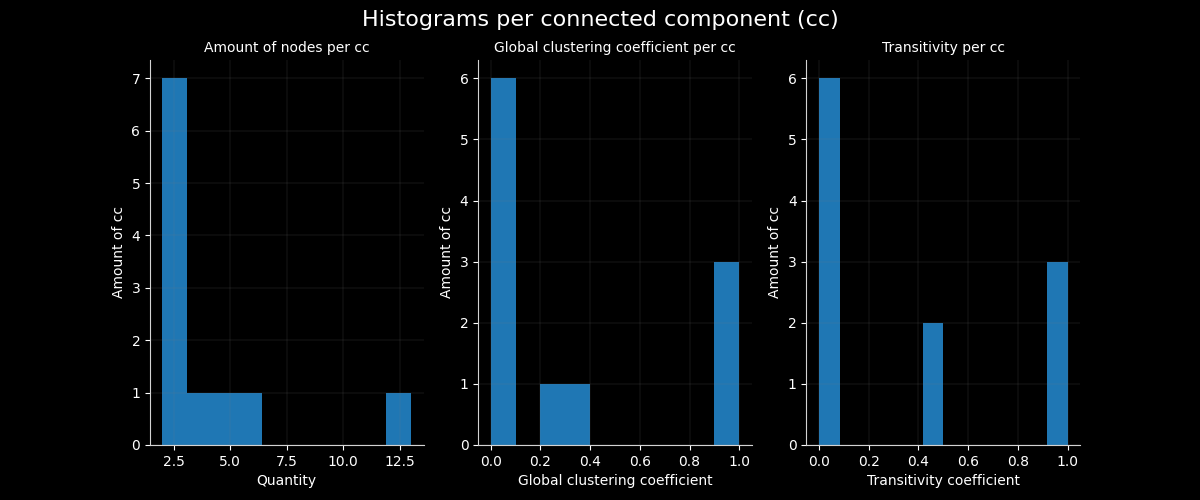 Histograms per connected component (cc)
Amount of nodes per cc
Global clustering coefficient per cc
Transitivity per cc
7
6
5
4
3
2
1
0
Amount of cc
2.5 5.0 7.5 10.0 12.5
Quantity
6
5
4
3
2
1
0
Amount of cc
0.0 0.2 0.4 0.6 0.8 1.0
Global clustering coefficient
6
5
4
3
2
1
0
Amount of cc
0.0 0.2 0.4 0.6 0.8 1.0
Transitivity coefficient